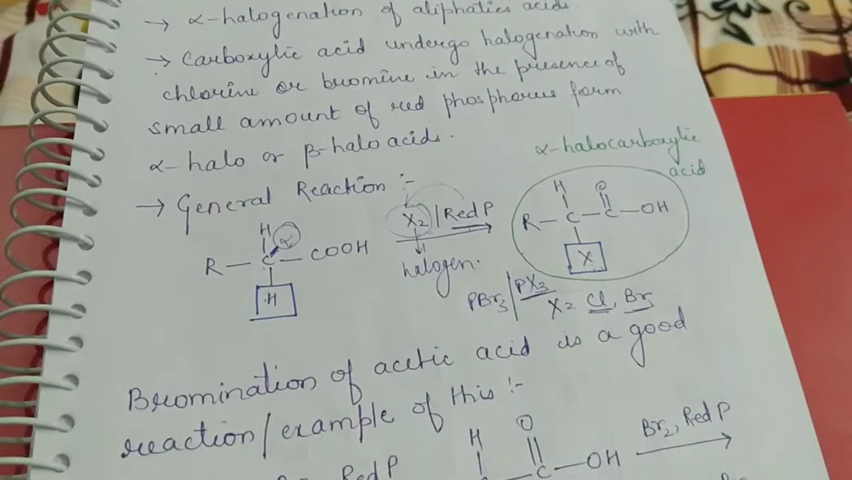 → α-halogenation of aliphatics acids.
→ Carboxylic acid undergo halogenation with
chlorine or bromine in the presence of
small amount of red phosphorus form
α-halo or β-halo acids.
→ General Reaction :-
α-halocarboxylic
acid
H α
R — C — COOH
H
X2 / Red P
halogen.
H O
R — C — C — OH
X
PBr3 / PX3
X = Cl, Br
Bromination of acetic acid is a good
reaction/example of this :-
H O
C — OH
Br2, Red P
Red P